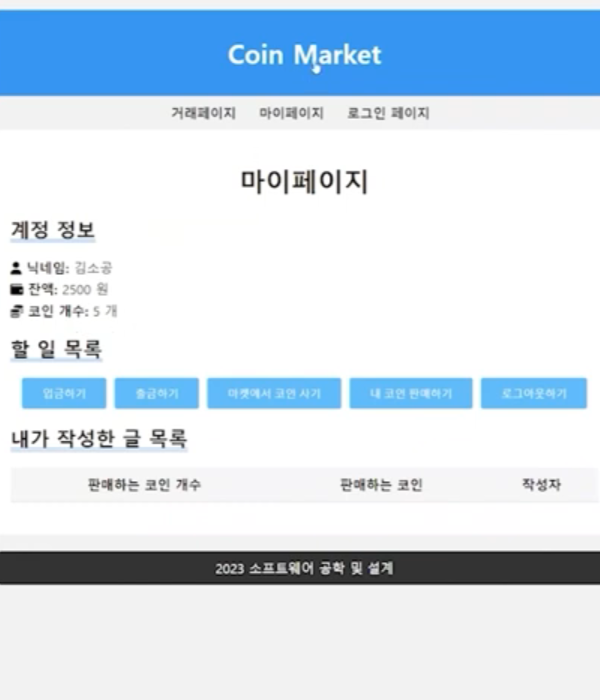 Coin Market
거래페이지 마이페이지 로그인 페이지
마이페이지
계정 정보
닉네임: 김소공
잔액: 2500 원
코인 개수: 5 개
할 일 목록
입금하기 출금하기 마켓에서 코인 사기 내 코인 판매하기 로그아웃하기
내가 작성한 글 목록
판매하는 코인 개수 판매하는 코인 작성자
2023 소프트웨어 공학 및 설계